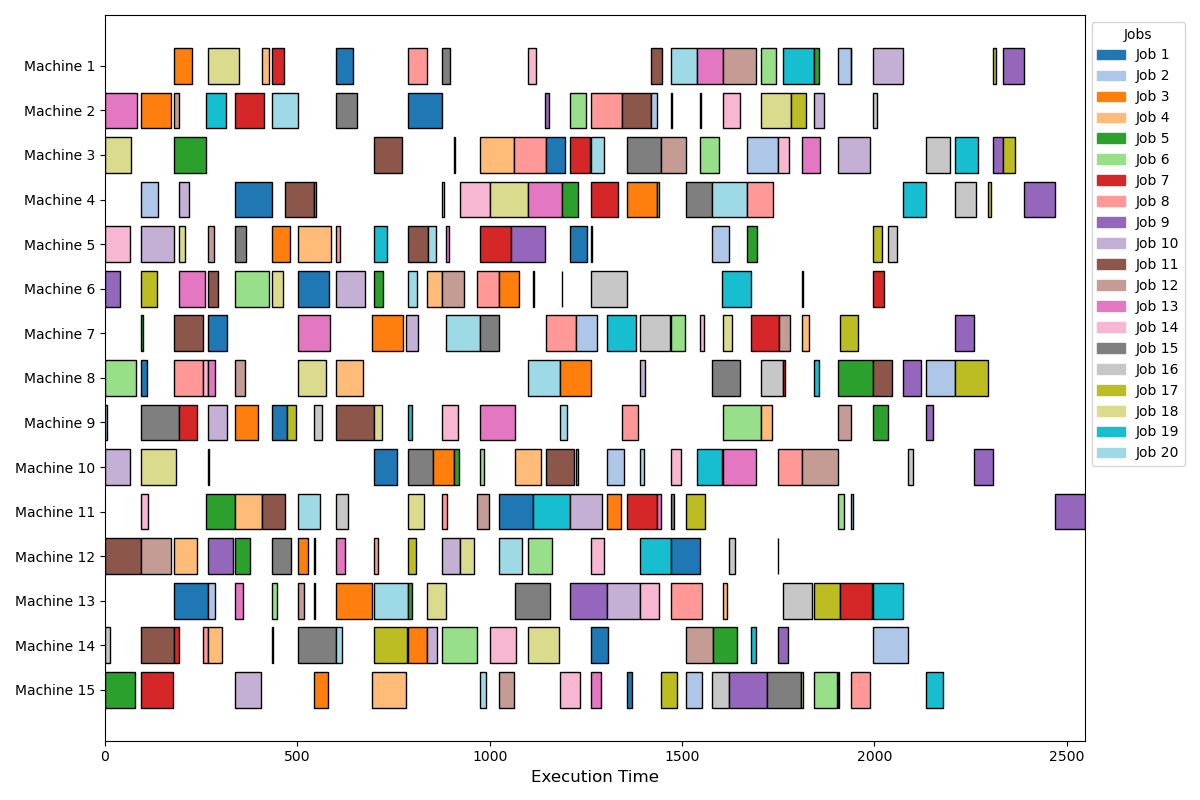 Machine 1
Machine 2
Machine 3
Machine 4
Machine 5
Machine 6
Machine 7
Machine 8
Machine 9
Machine 10
Machine 11
Machine 12
Machine 13
Machine 14
Machine 15
0 500 1000 1500 2000 2500
Execution Time
Jobs
Job 1
Job 2
Job 3
Job 4
Job 5
Job 6
Job 7
Job 8
Job 9
Job 10
Job 11
Job 12
Job 13
Job 14
Job 15
Job 16
Job 17
Job 18
Job 19
Job 20